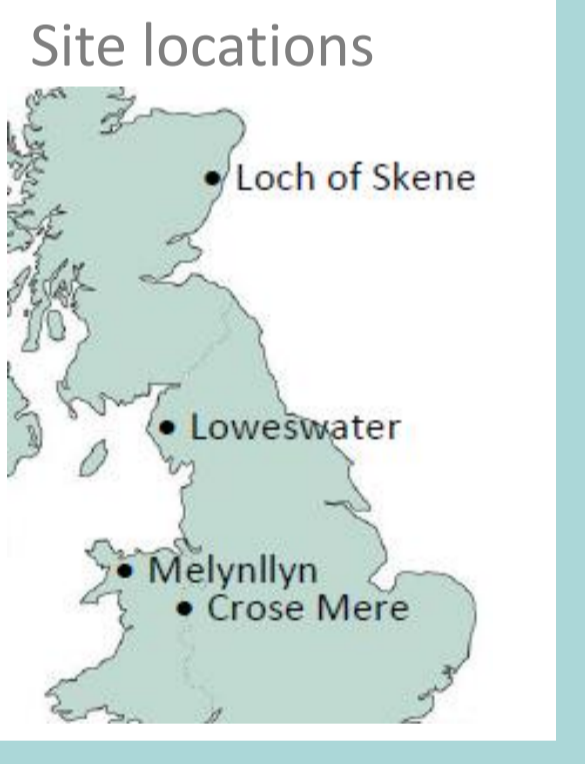 Site locations
Loch of Skene
Loweswater
Melynllyn
Crose Mere